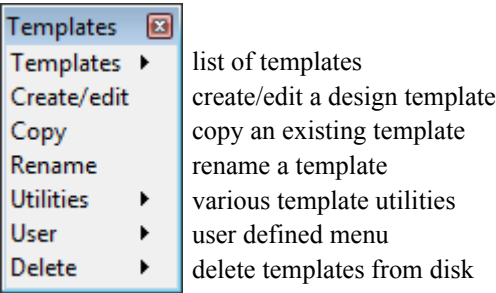 Templates
Templates list of templates
Create/edit create/edit a design template
Copy copy an existing template
Rename rename a template
Utilities various template utilities
User user defined menu
Delete delete templates from disk